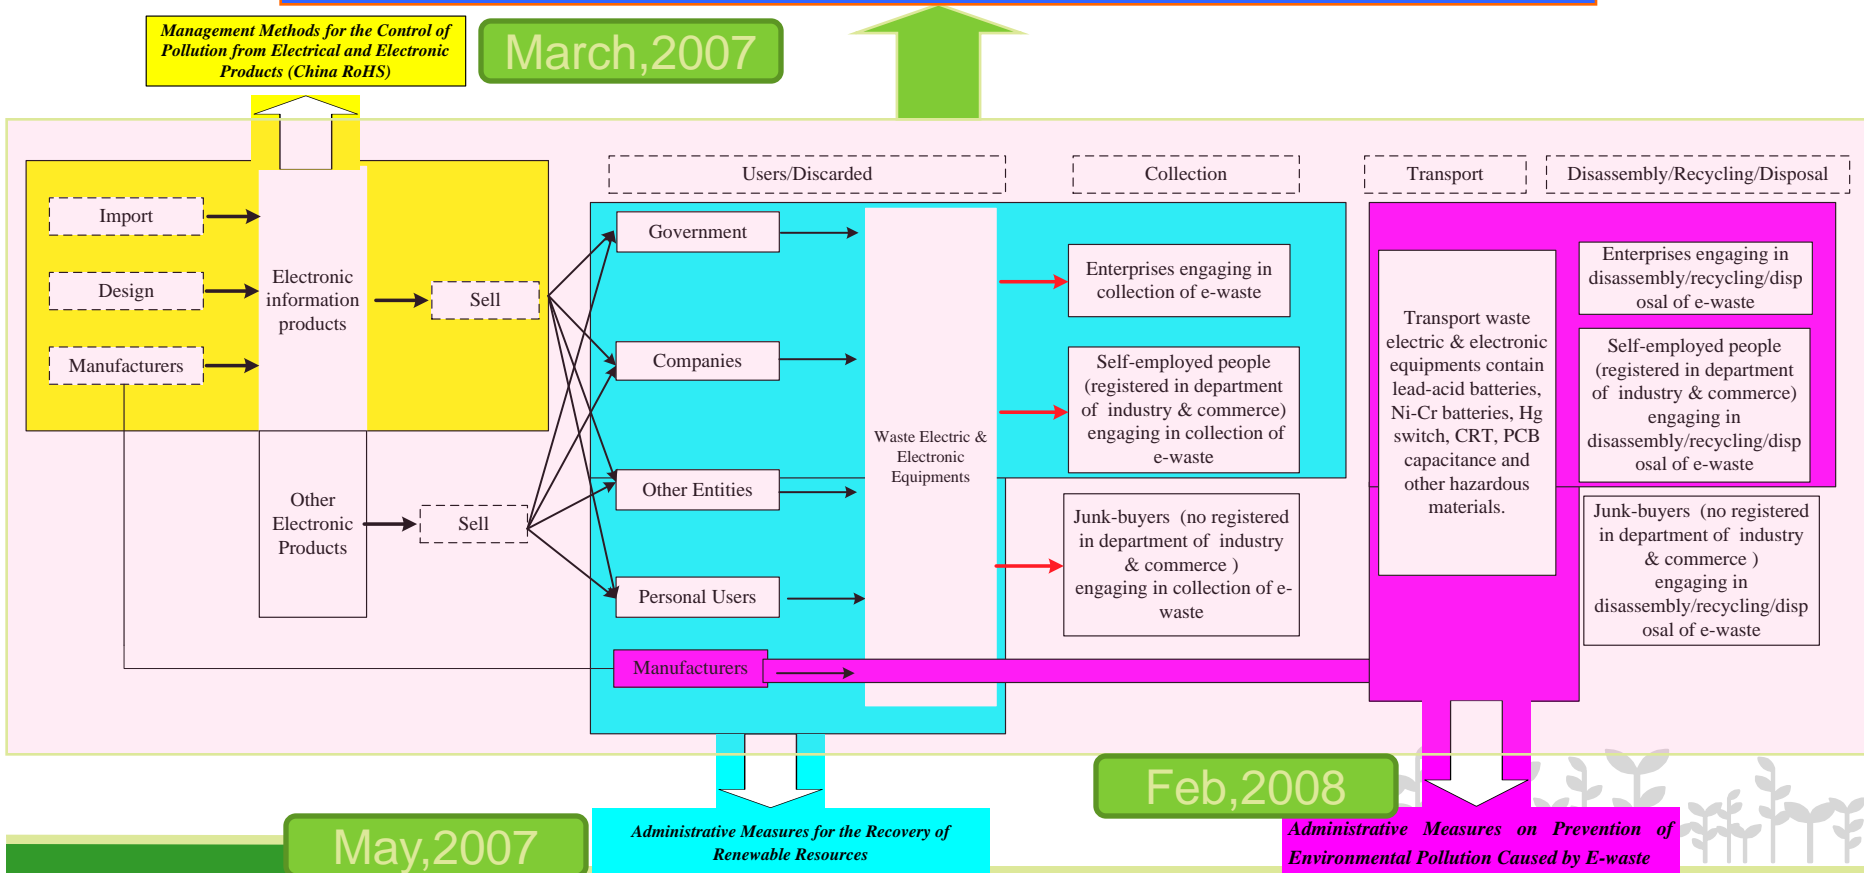 Management Methods for the Control of
Pollution from Electrical and Electronic
Products (China RoHS)
March,2007
Users/Discarded
Collection
Transport
Disassembly/Recycling/Disposal
Import
Design
Manufacturers
Electronic
information
products
Sell
Other
Electronic
Products
Sell
Government
Companies
Other Entities
Personal Users
Manufacturers
Waste Electric &
Electronic
Equipments
Enterprises engaging in
collection of e-waste
Self-employed people
(registered in department
of industry & commerce)
engaging in collection of
e-waste
Junk-buyers (no registered
in department of industry
& commerce )
engaging in collection of e-
waste
Transport waste
electric & electronic
equipments contain
lead-acid batteries,
Ni-Cr batteries, Hg
switch, CRT, PCB
capacitance and
other hazardous
materials.
Enterprises engaging in
disassembly/recycling/disp
osal of e-waste
Self-employed people
(registered in department
of industry & commerce)
engaging in
disassembly/recycling/disp
osal of e-waste
Junk-buyers (no registered
in department of industry
& commerce )
engaging in
disassembly/recycling/disp
osal of e-waste
May,2007
Administrative Measures for the Recovery of
Renewable Resources
Feb,2008
Administrative Measures on Prevention of
Environmental Pollution Caused by E-waste